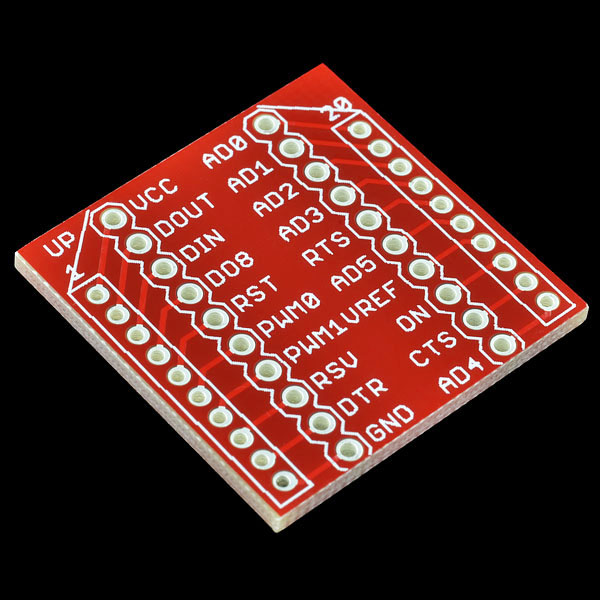 UP
1
VCC
DOUT
DIN
DO8
RST
PWM0
PWM1
RSV
DTR
GND
20
AD0
AD1
AD2
AD3
RTS
AD5
VREF
ON
CTS
AD4